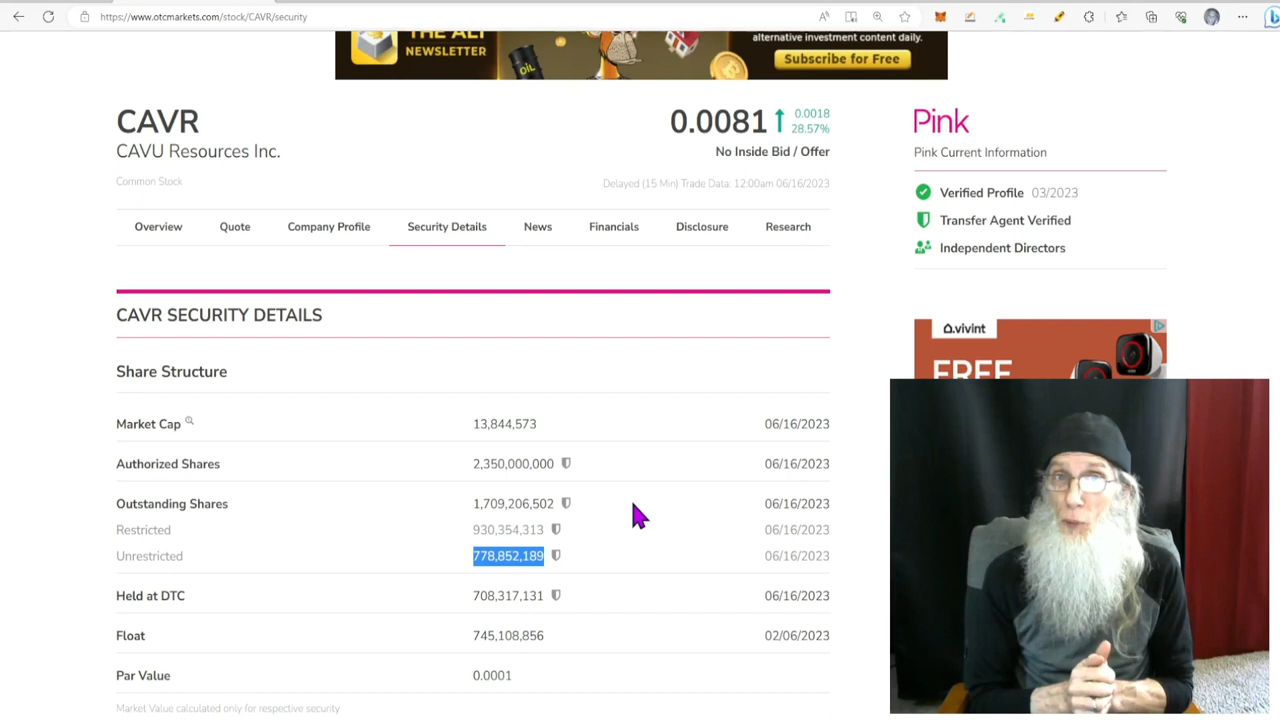 https://www.otcmarkets.com/stock/CAVR/security
THE ALT
NEWSLETTER
OIL
alternative investment content daily.
Subscribe for Free
CAVR
0.0081 0.0018
28.57%
CAVU Resources Inc.
No Inside Bid / Offer
Common Stock
Delayed (15 Min) Trade Data: 12:00am 06/16/2023
Pink
Pink Current Information
Verified Profile 03/2023
Transfer Agent Verified
Independent Directors
Overview Quote Company Profile Security Details News Financials Disclosure Research
CAVR SECURITY DETAILS
Share Structure
Market Cap 13,844,573 06/16/2023
Authorized Shares 2,350,000,000 06/16/2023
Outstanding Shares 1,709,206,502 06/16/2023
Restricted 930,354,313 06/16/2023
Unrestricted 778,852,189 06/16/2023
Held at DTC 708,317,131 06/16/2023
Float 745,108,856 02/06/2023
Par Value 0.0001
Market Value calculated only for respective security
vivint
FREE